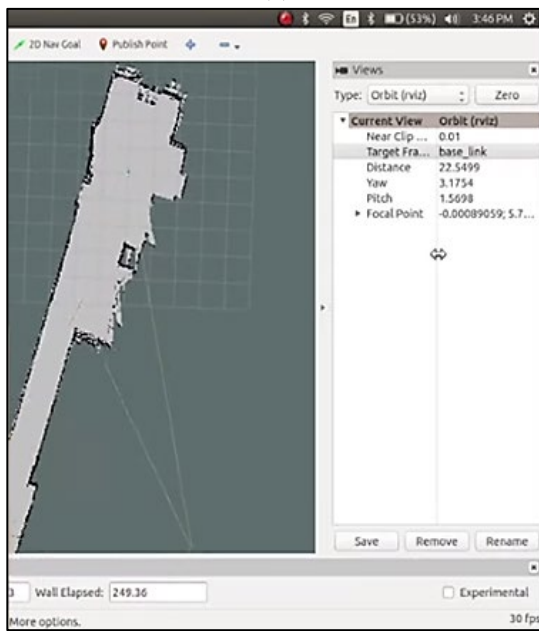 En (53%) 3:46 PM
2D Nav Goal Publish Point
Views
Type: Orbit (rviz) Zero
Current View Orbit (rviz)
Near Clip ... 0.01
Target Fra... base_link
Distance 22.5499
Yaw 3.1754
Pitch 1.5698
Focal Point -0.00089059; 5.7...
Save Remove Rename
Wall Elapsed: 249.36 Experimental
More options. 30 fps